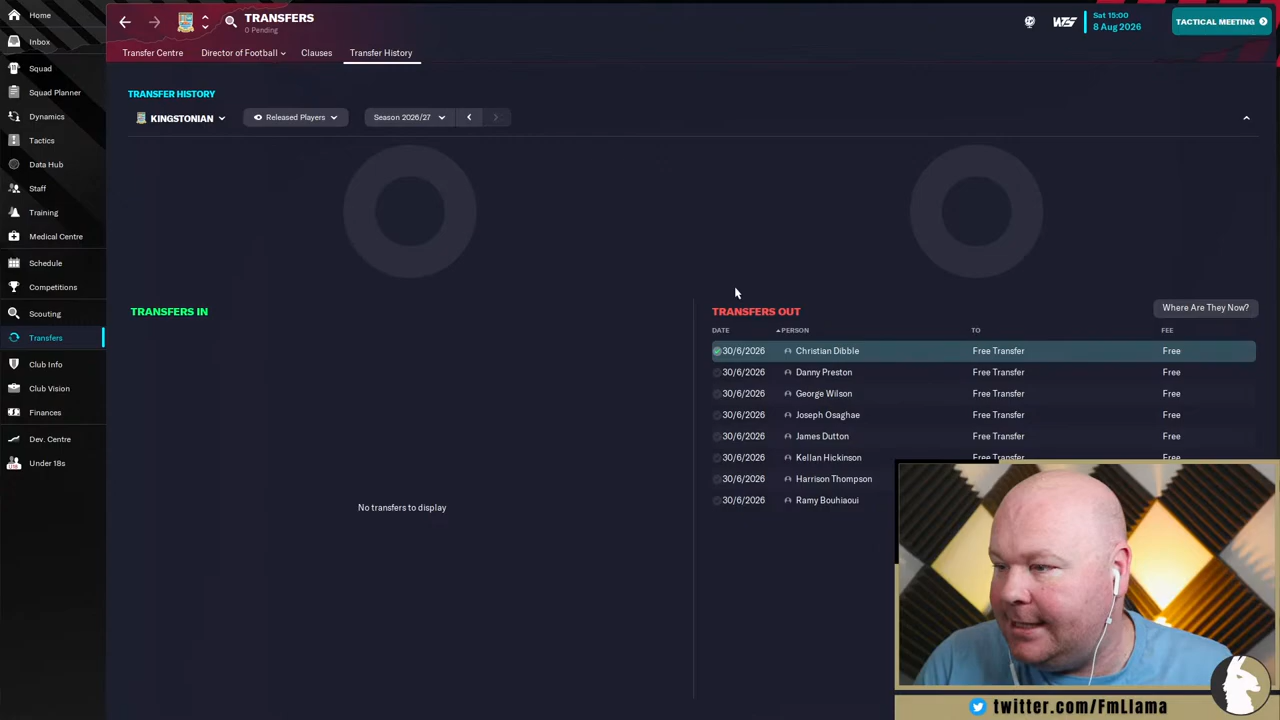 Home
Inbox
Squad
Squad Planner
Dynamics
Tactics
Data Hub
Staff
Training
Medical Centre
Schedule
Competitions
Scouting
Transfers
Club Info
Club Vision
Finances
Dev. Centre
Under 18s
TRANSFERS
0 Pending
Sat 15:00
8 Aug 2026
TACTICAL MEETING
Transfer Centre Director of Football Clauses Transfer History
TRANSFER HISTORY
KINGSTONIAN Released Players Season 2026/27
TRANSFERS IN
No transfers to display
TRANSFERS OUT Where Are They Now?
DATE PERSON TO FEE
30/6/2026 Christian Dibble Free Transfer Free
30/6/2026 Danny Preston Free Transfer Free
30/6/2026 George Wilson Free Transfer Free
30/6/2026 Joseph Osaghae Free Transfer Free
30/6/2026 James Dutton Free Transfer Free
30/6/2026 Kellan Hickinson Free Transfer Free
30/6/2026 Harrison Thompson
30/6/2026 Ramy Bouhiaoui
twitter.com/FmLlama